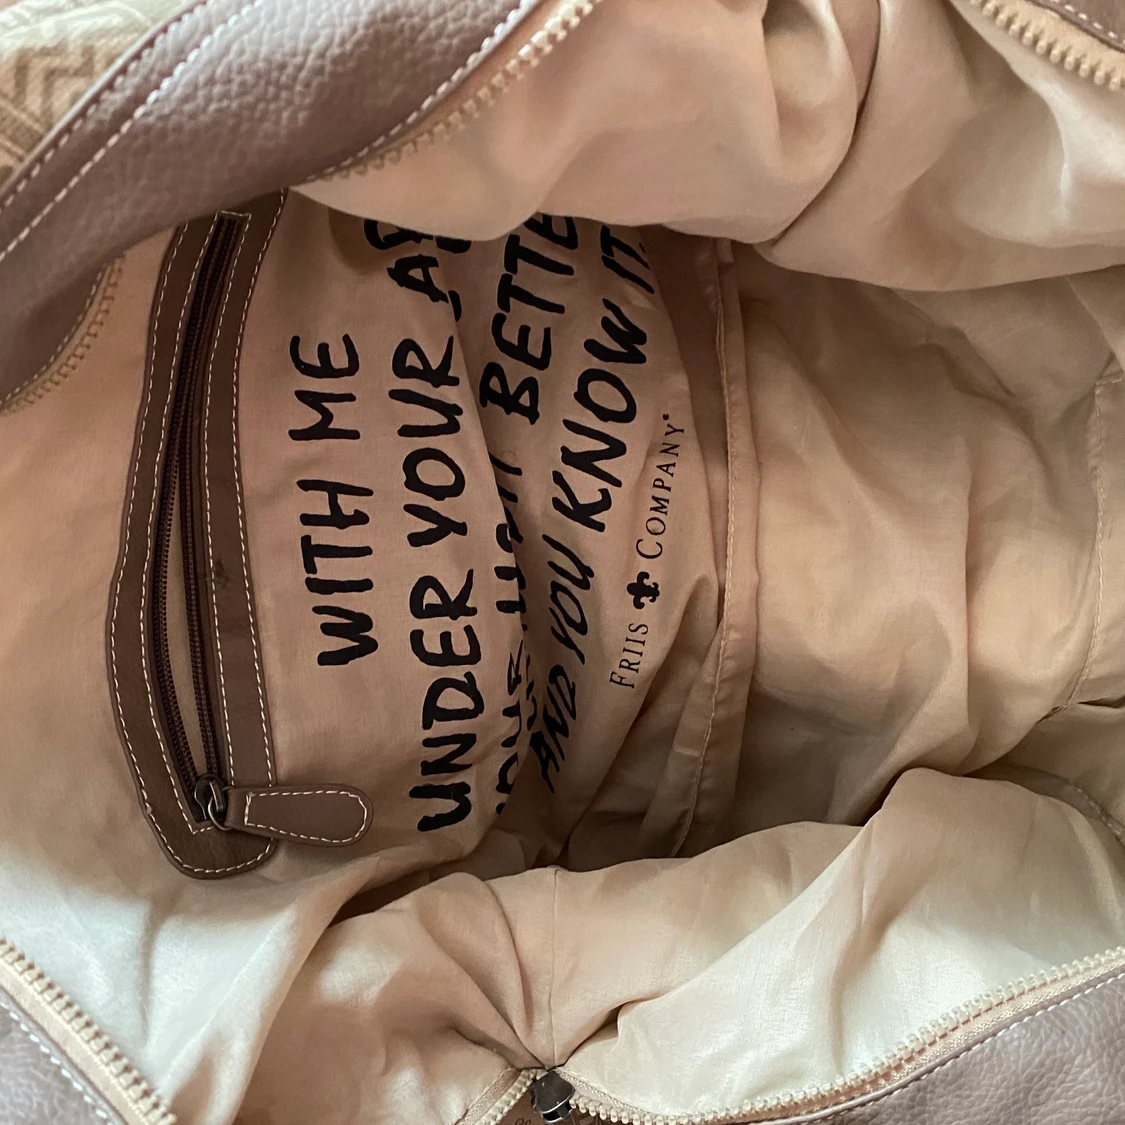 WITH ME
UNDER YOUR
BETTE
AND YOU KNOW IT.
FRIIS COMPANY